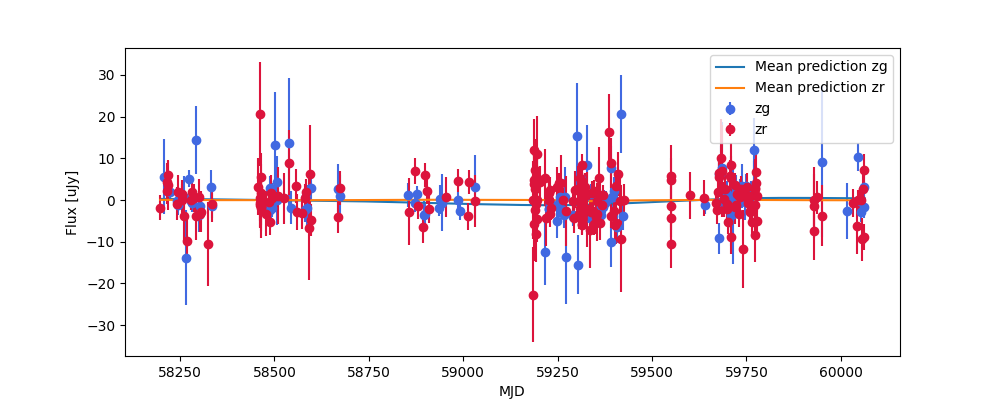 Flux [uJy]
30
20
10
0
−10
−20
−30
58250
58500
58750
59000
59250
59500
59750
60000
MJD
Mean prediction zg
Mean prediction zr
zg
zr